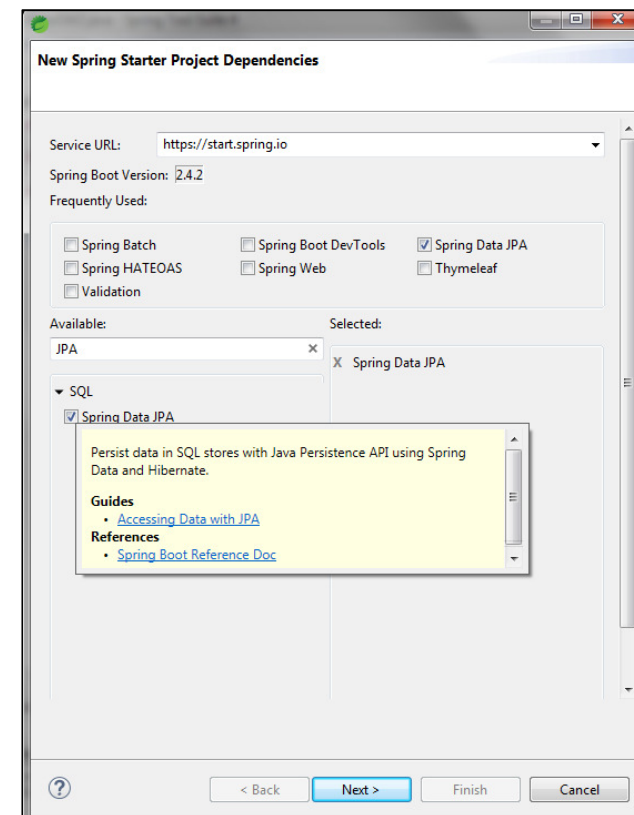 New Spring Starter Project Dependencies
Service URL: https://start.spring.io
Spring Boot Version: 2.4.2
Frequently Used:
Spring Batch Spring Boot DevTools Spring Data JPA
Spring HATEOAS Spring Web Thymeleaf
Validation
Available: Selected:
JPA
X Spring Data JPA
SQL
Spring Data JPA
Persist data in SQL stores with Java Persistence API using Spring
Data and Hibernate.
Guides
• Accessing Data with JPA
References
• Spring Boot Reference Doc
< Back Next > Finish Cancel